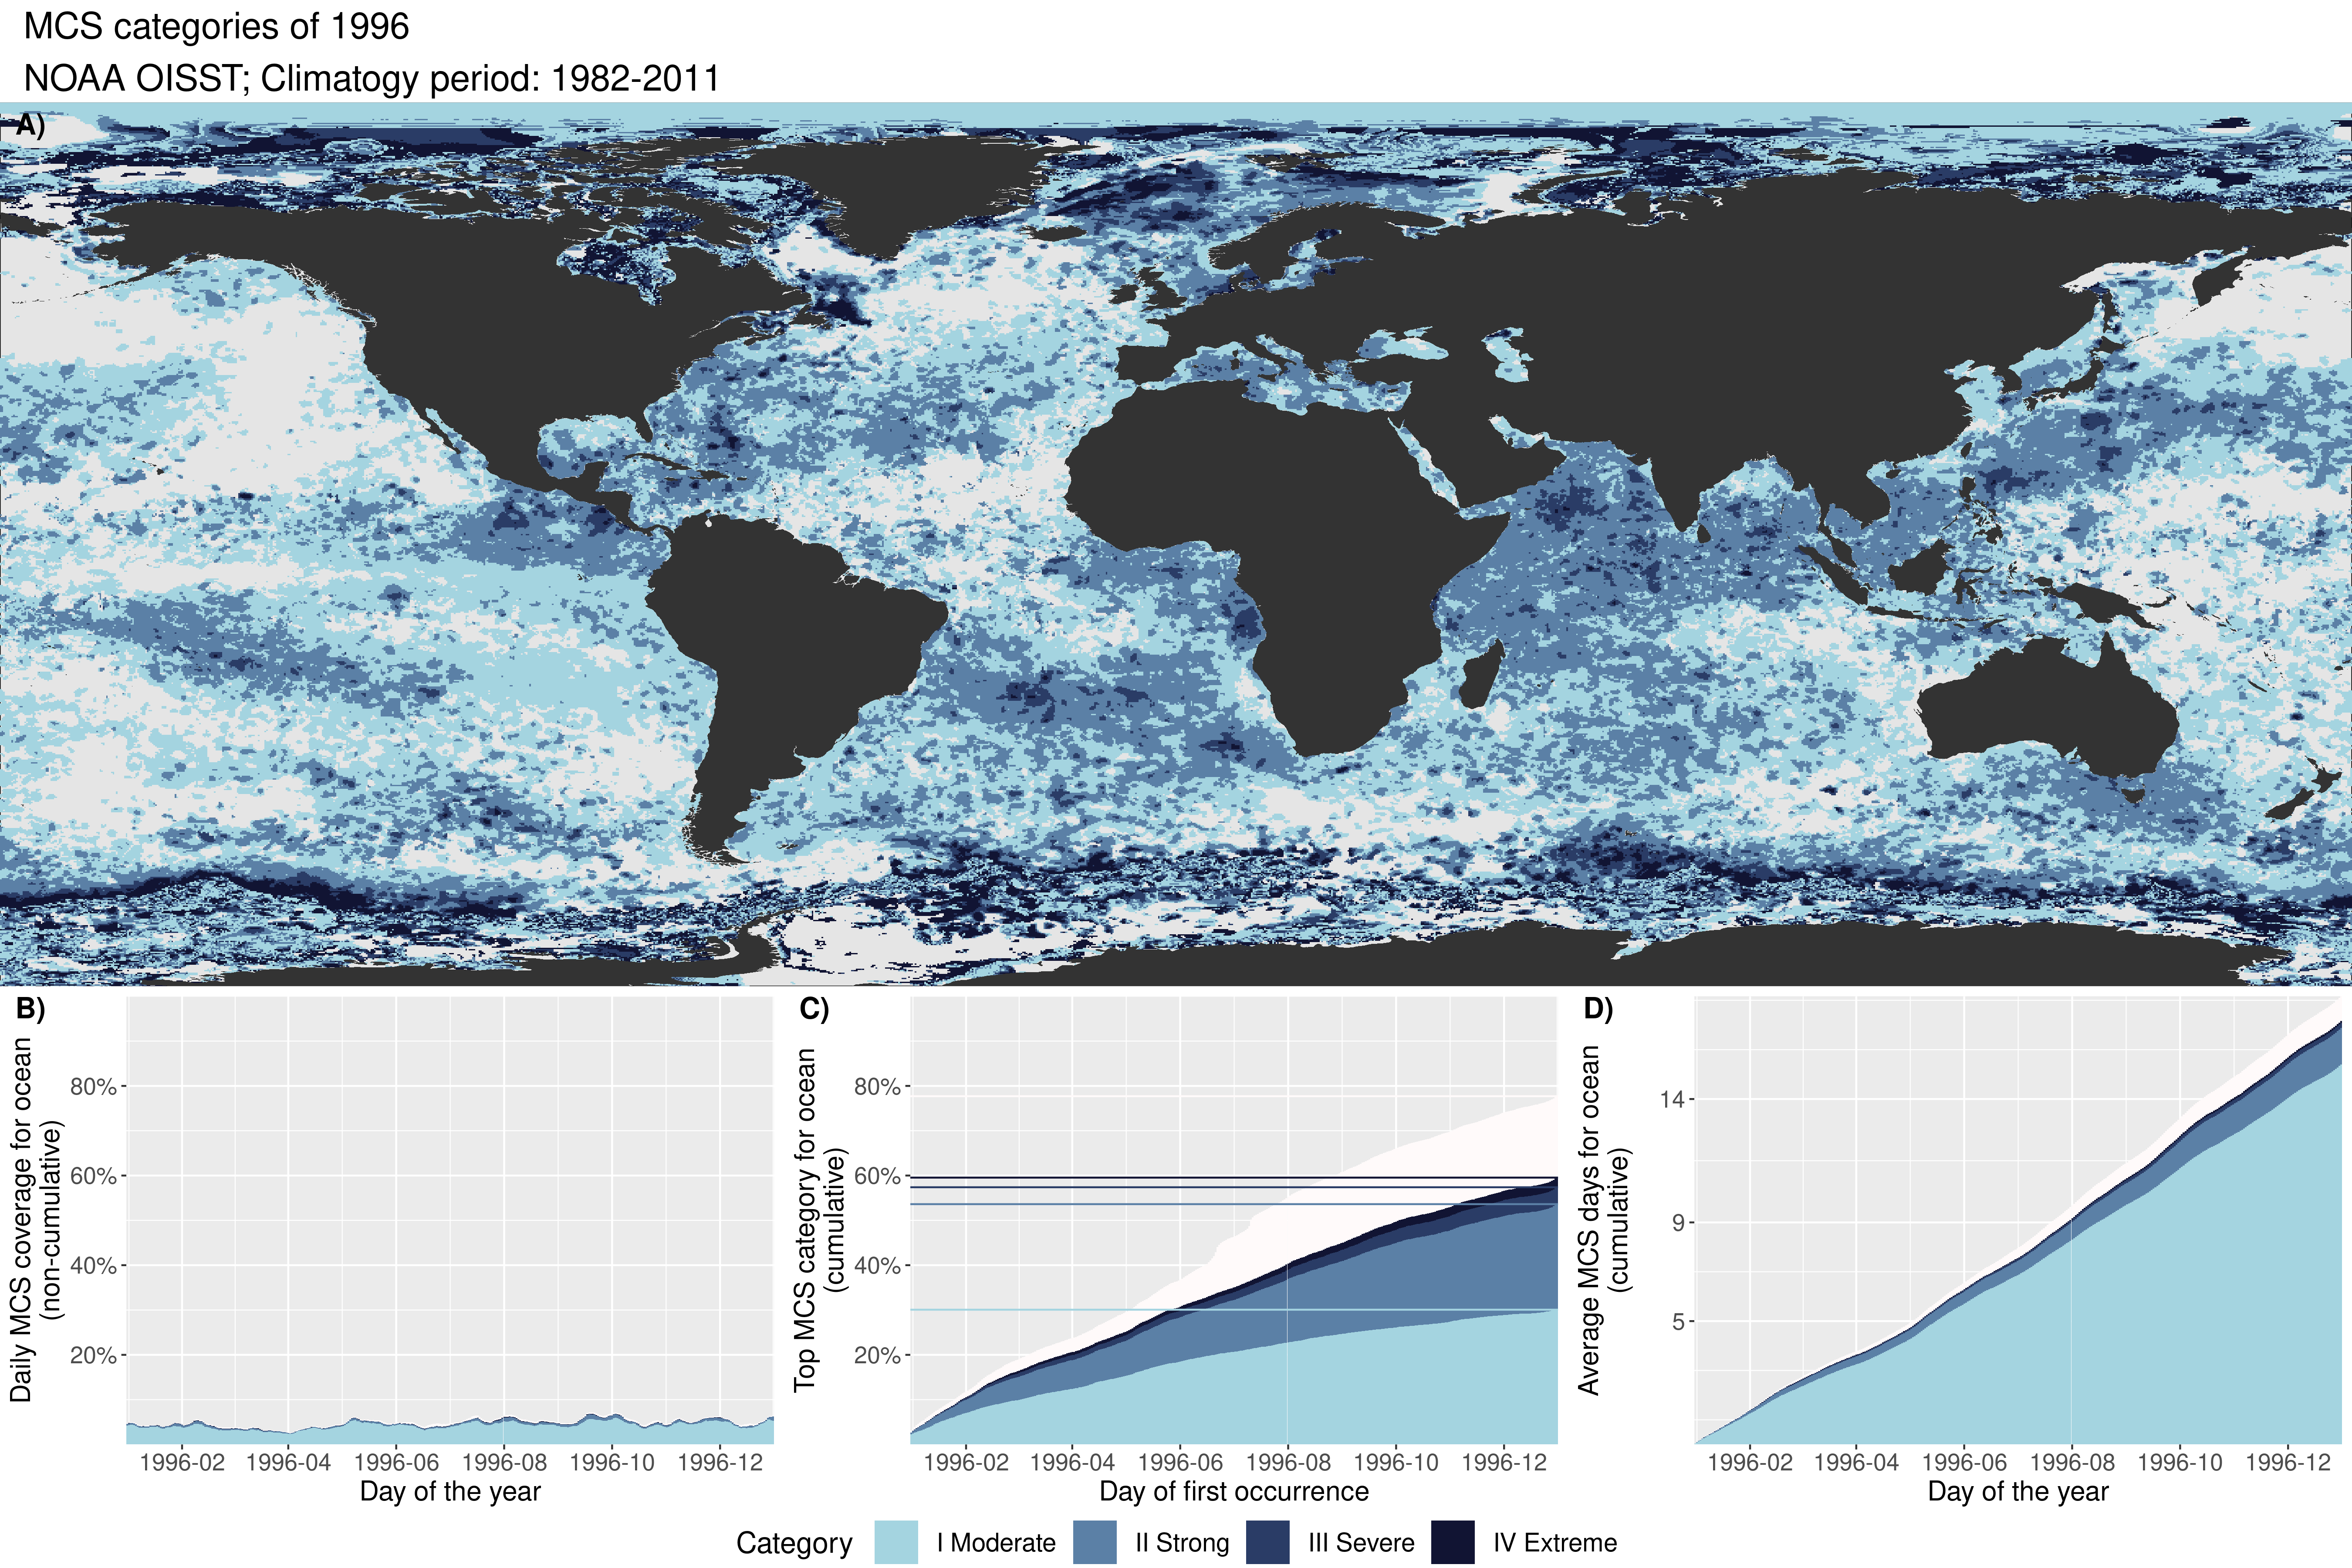 MCS categories of 1996
NOAA OISST; Climatogy period: 1982-2011
A)
B)
Daily MCS coverage for ocean
(non-cumulative)
80%
60%
40%
20%
1996-02 1996-04 1996-06 1996-08 1996-10 1996-12
Day of the year
C)
Top MCS category for ocean
(cumulative)
80%
60%
40%
20%
1996-02 1996-04 1996-06 1996-08 1996-10 1996-12
Day of first occurrence
D)
Average MCS days for ocean
(cumulative)
14
9
5
1996-02 1996-04 1996-06 1996-08 1996-10 1996-12
Day of the year
Category I Moderate II Strong III Severe IV Extreme